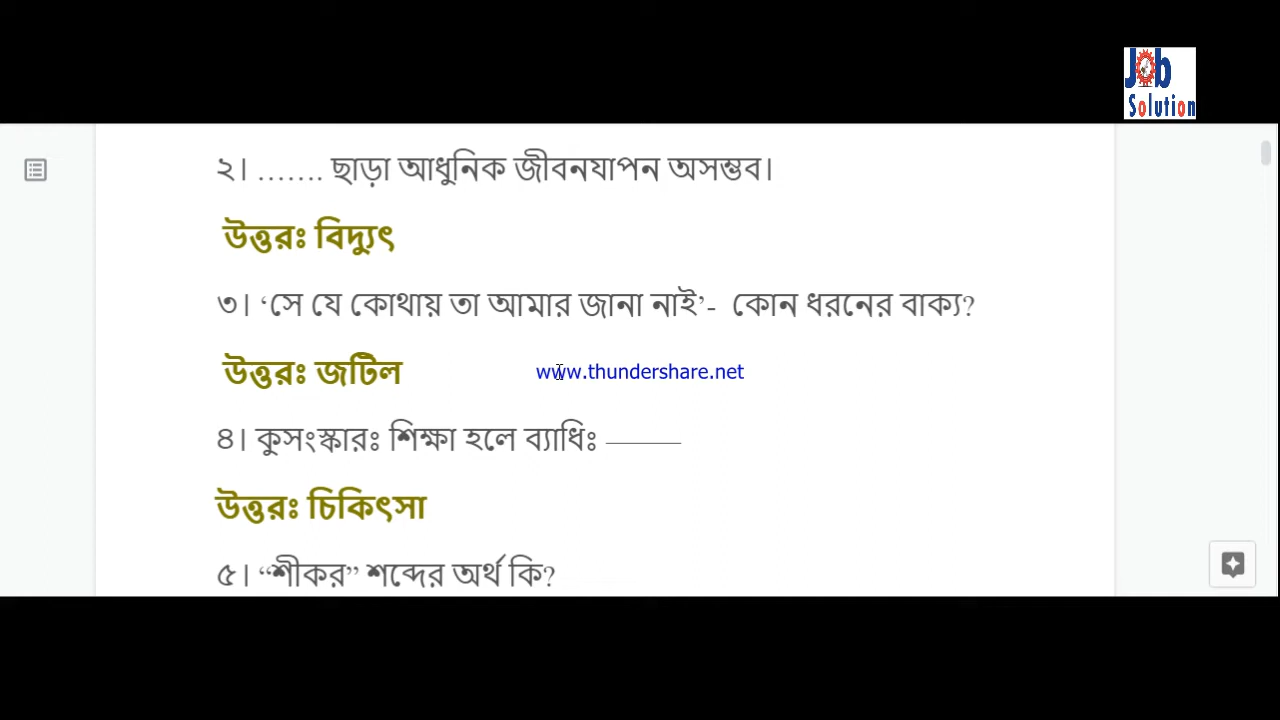 Job
Solution
২। ……. ছাড়া আধুনিক জীবনযাপন অসম্ভব।
উত্তরঃ বিদ্যুৎ
৩। ‘সে যে কোথায় তা আমার জানা নাই’- কোন ধরনের বাক্য?
উত্তরঃ জটিল
www.thundershare.net
৪। কুসংস্কারঃ শিক্ষা হলে ব্যাধিঃ ———
উত্তরঃ চিকিৎসা
৫। “শীকর” শব্দের অর্থ কি?